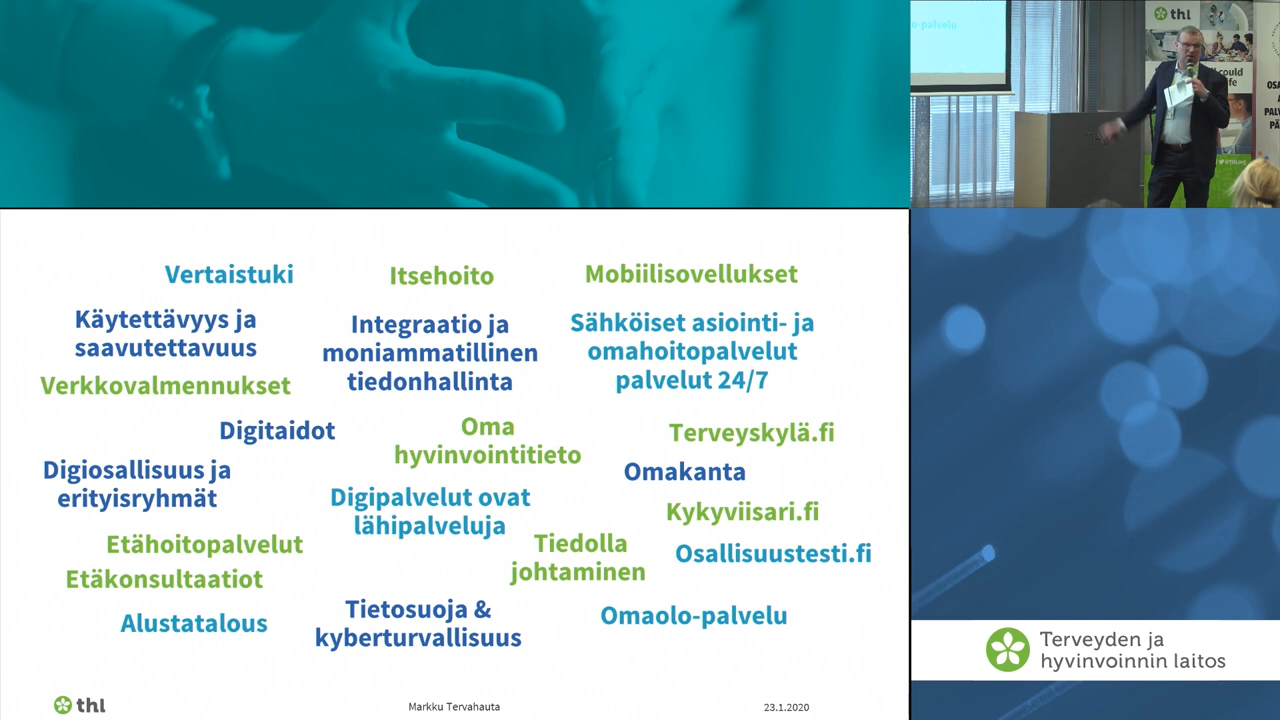 Vertaistuki
Itsehoito
Mobiilisovellukset
Käytettävyys ja
saavutettavuus
Integraatio ja
moniammatillinen
tiedonhallinta
Sähköiset asiointi- ja
omahoitopalvelut
palvelut 24/7
Verkkovalmennukset
Digitaidot
Oma
hyvinvointitieto
Terveyskylä.fi
Digiosallisuus ja
erityisryhmät
Omakanta
Digipalvelut ovat
lähipalveluja
Kykyviisari.fi
Etähoitopalvelut
Tiedolla
johtaminen
Osallisuustesti.fi
Etäkonsultaatiot
Alustatalous
Tietosuoja &
kyberturvallisuus
Omaolo-palvelu
thl
Markku Tervahauta
23.1.2020
o-palvelu
thl
could
Terveyden ja
hyvinvoinnin laitos